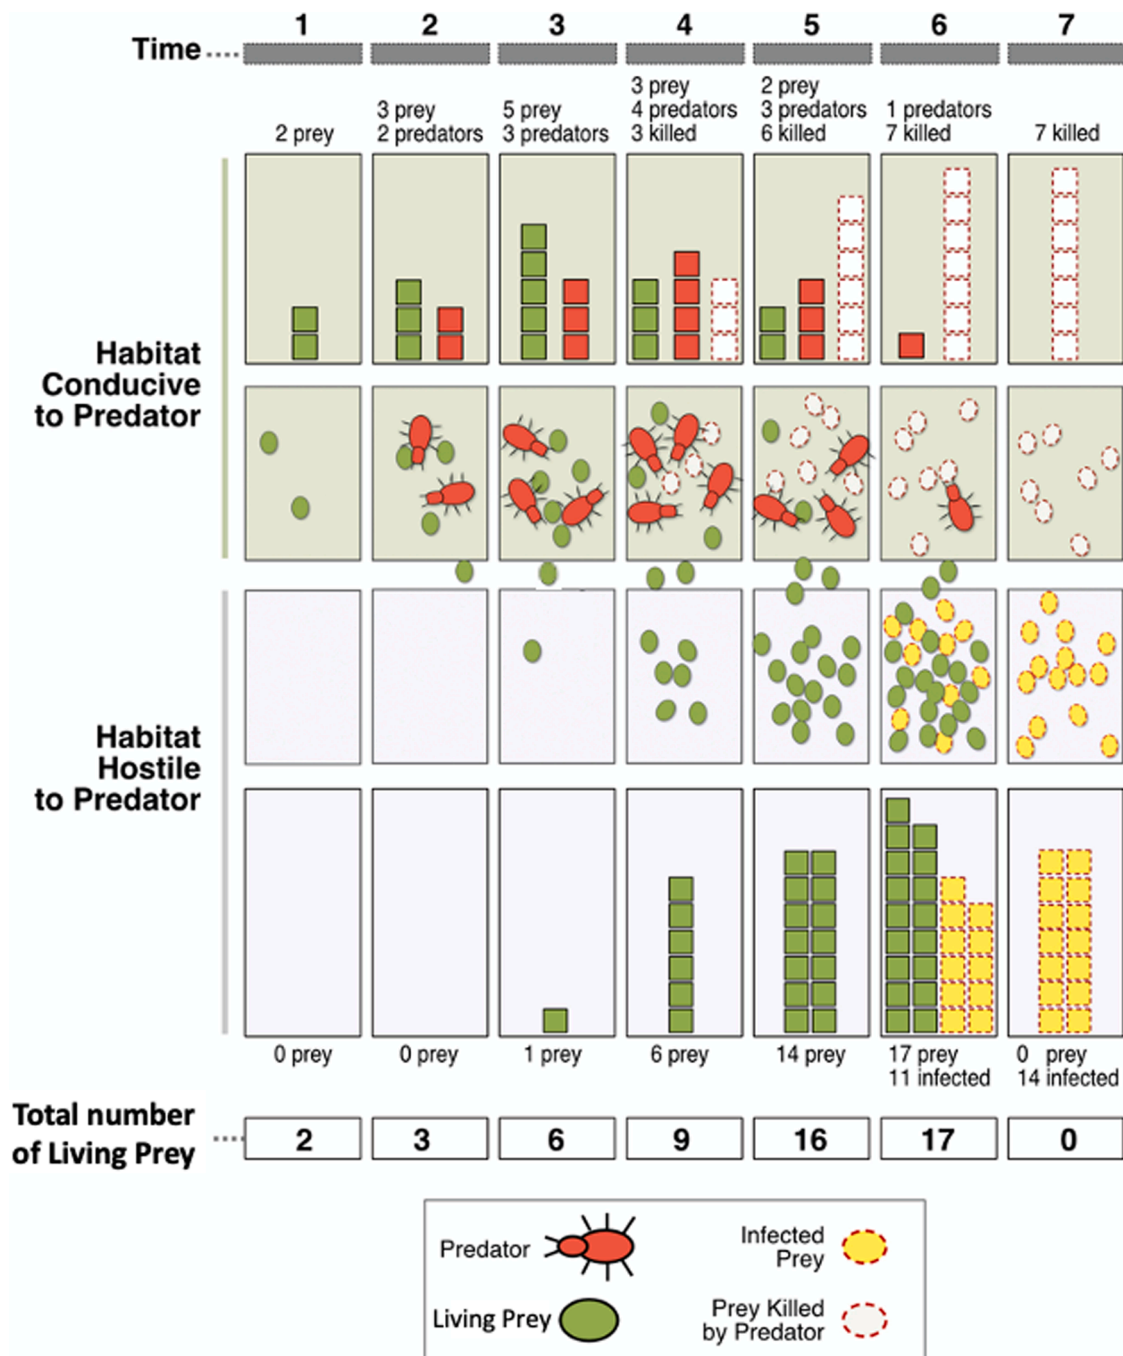 1 2 3 4 5 6 7
Time
2 prey
3 prey
2 predators
5 prey
3 predators
3 prey
4 predators
3 killed
2 prey
3 predators
6 killed
1 predators
7 killed
7 killed
Habitat
Conducive
to Predator
Habitat
Hostile
to Predator
0 prey
0 prey
1 prey
6 prey
14 prey
17 prey
11 infected
0 prey
14 infected
Total number
of Living Prey
2 3 6 9 16 17 0
Predator
Infected
Prey
Living Prey
Prey Killed
by Predator